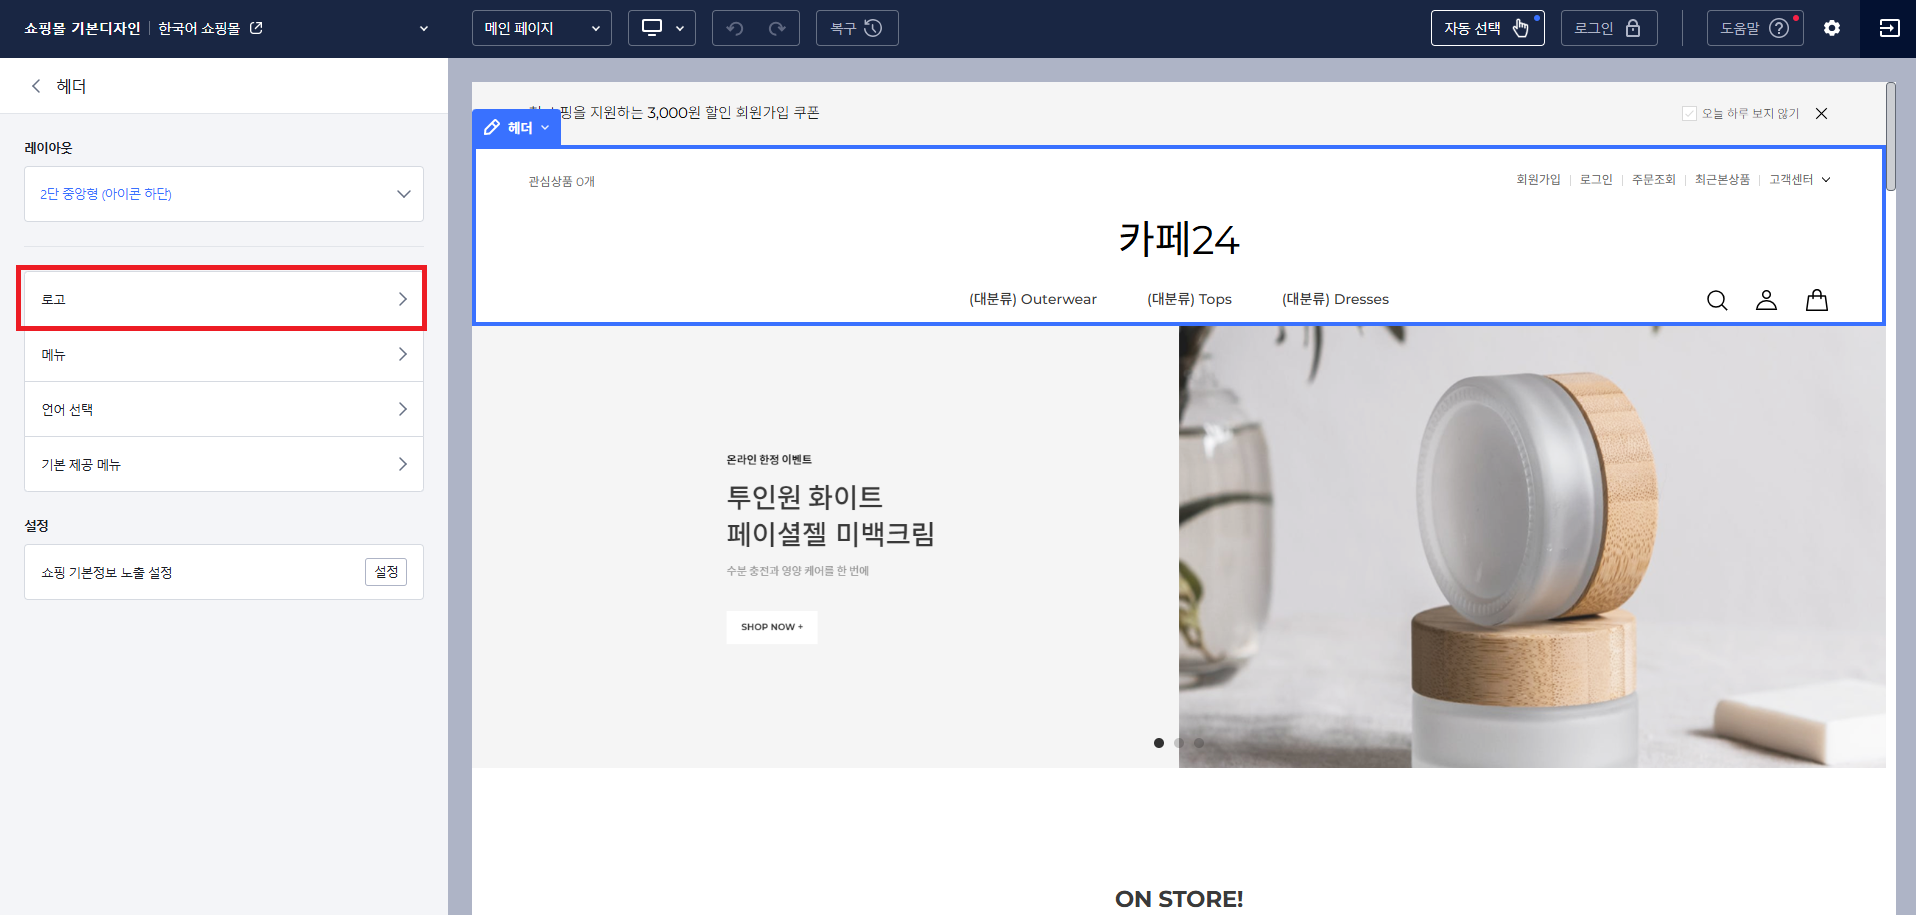 쇼핑몰 기본디자인 한국어 쇼핑몰
메인 페이지
복구
자동 선택
로그인
도움말
헤더
레이아웃
2단 중앙형 (아이콘 하단)
로고
메뉴
언어 선택
기본 제공 메뉴
설정
쇼핑 기본정보 노출 설정
설정
쇼핑을 지원하는 3,000원 할인 회원가입 쿠폰
오늘 하루 보지 않기
헤더
관심상품 0개
회원가입 로그인 주문조회 최근본상품 고객센터
카페24
(대분류) Outerwear (대분류) Tops (대분류) Dresses
온라인 한정 이벤트
투인원 화이트
페이셜젤 미백크림
수분 충전과 영양 케어를 한 번에
SHOP NOW +
ON STORE!